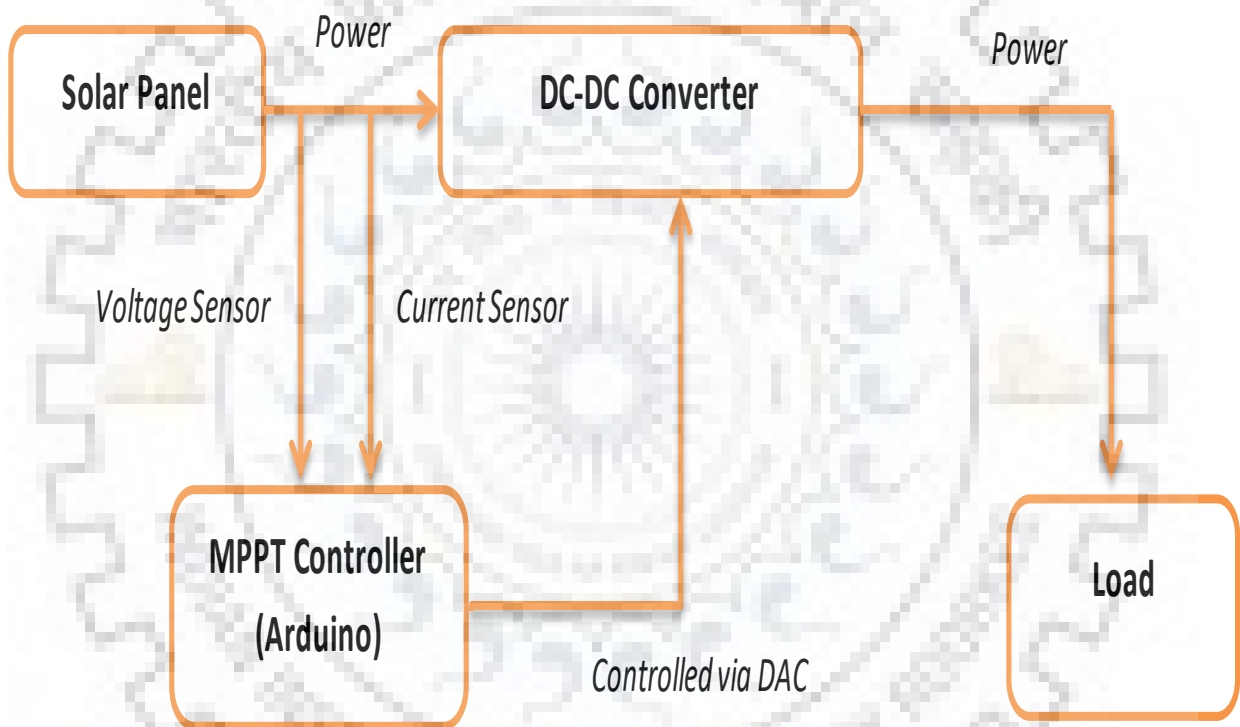 Power
Power
Solar Panel
DC-DC Converter
Voltage Sensor
Current Sensor
MPPT Controller
(Arduino)
Load
Controlled via DAC